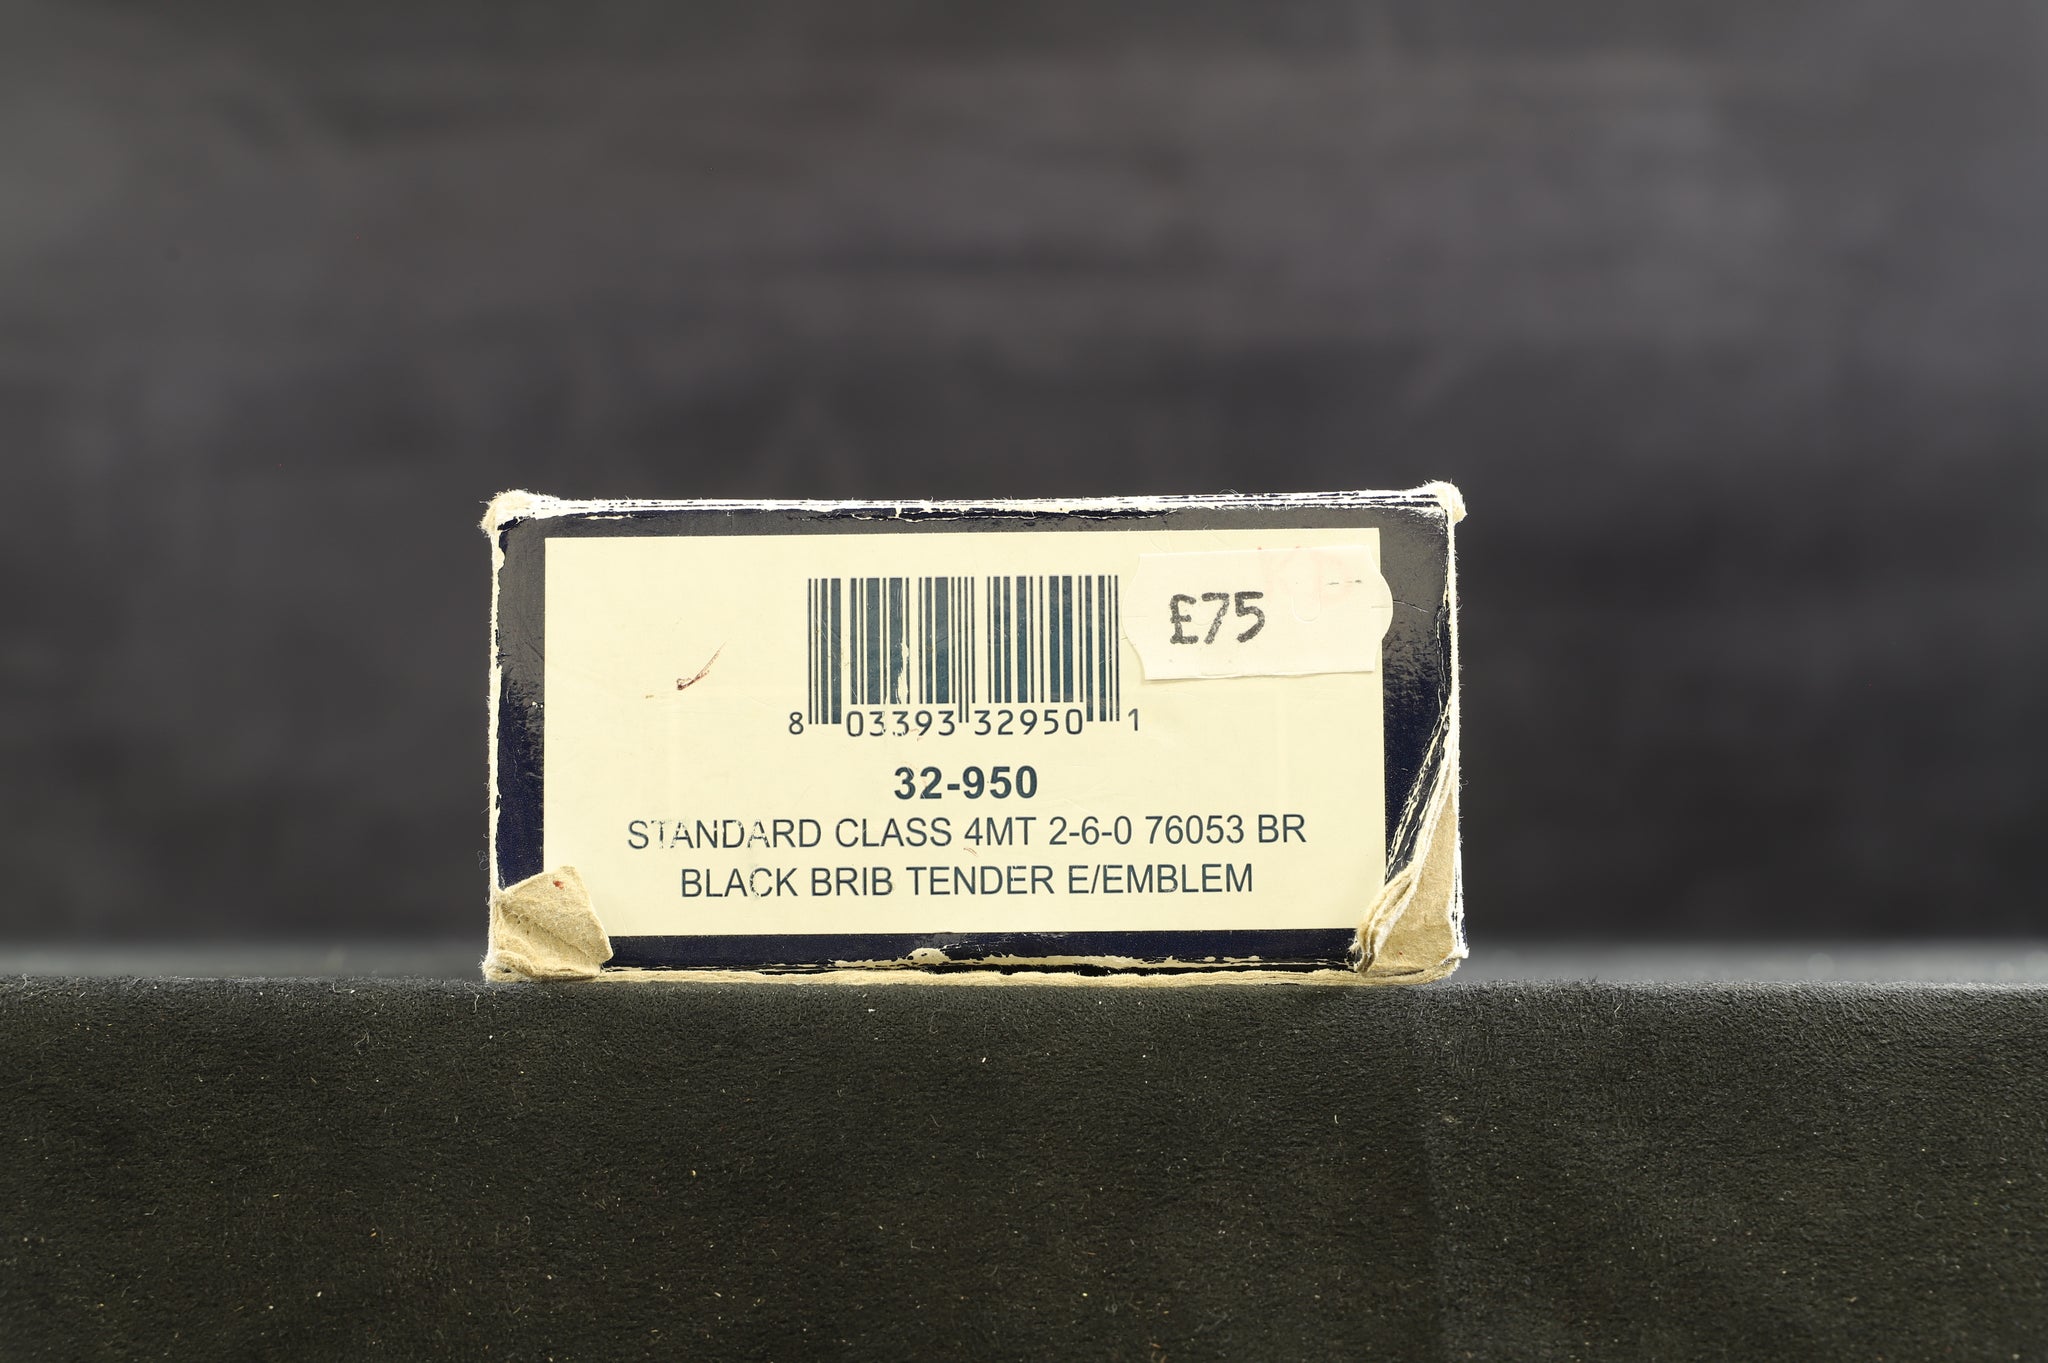 £75
8 03393 32950 1
32-950
STANDARD CLASS 4MT 2-6-0 76053 BR
BLACK BRIB TENDER E/EMBLEM